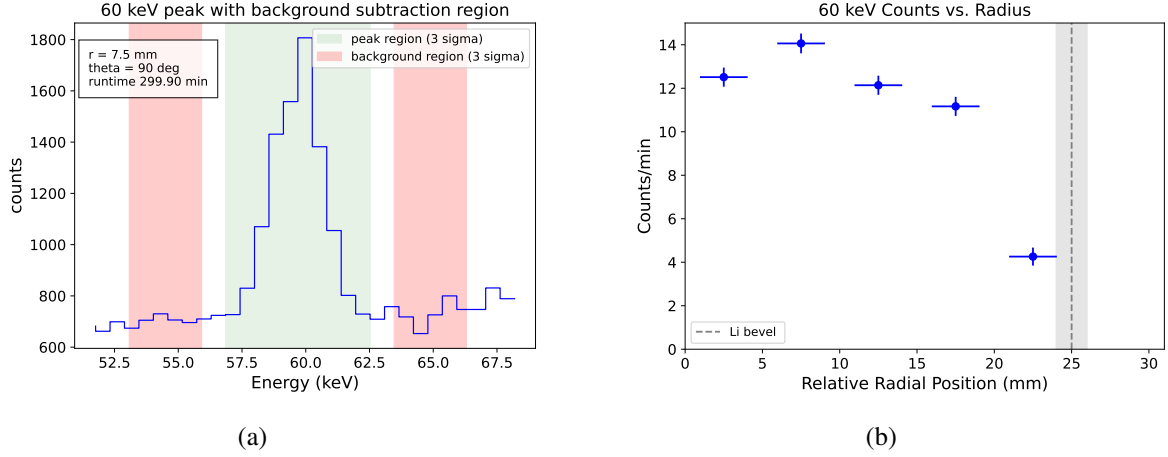 60 keV peak with background subtraction region
r = 7.5 mm
theta = 90 deg
runtime 299.90 min
peak region (3 sigma)
background region (3 sigma)
counts
1800
1600
1400
1200
1000
800
600
52.5 55.0 57.5 60.0 62.5 65.0 67.5
Energy (keV)
(a)
60 keV Counts vs. Radius
Counts/min
14
12
10
8
6
4
2
0
Li bevel
0 5 10 15 20 25 30
Relative Radial Position (mm)
(b)